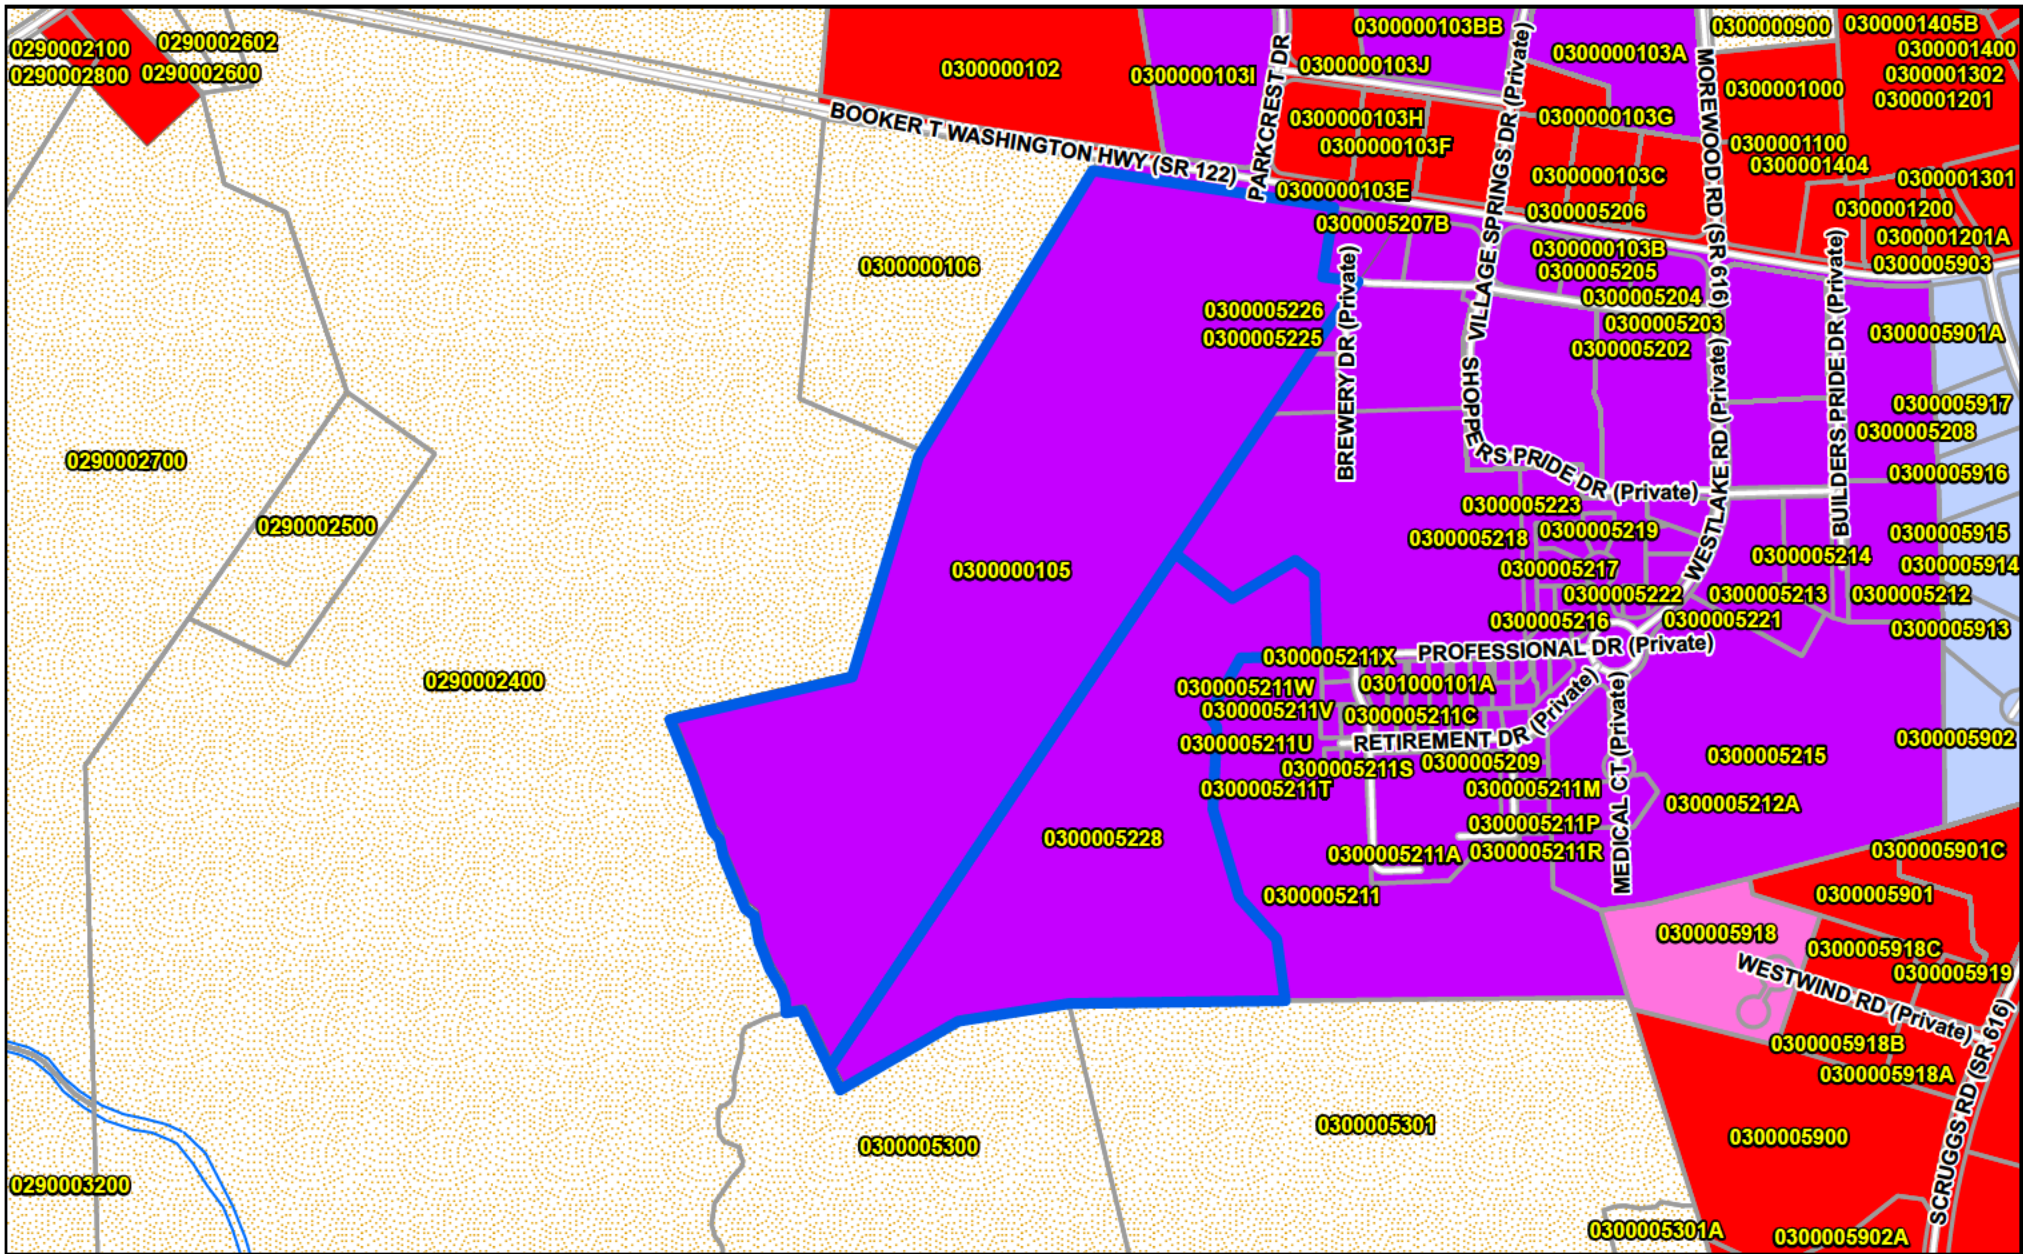 0290002100
0290002602
0290002800
0290002600
0300000102
0300000103I
PARKCREST DR
0300000103BB
0300000103J
0300000103A
0300000900
0300001405B
0300001400
0300001302
0300001000
0300001201
BOOKER T WASHINGTON HWY (SR 122)
0300000103H
0300000103F
0300000103G
0300001100
0300001404
0300000103C
0300001301
0300000103E
0300005206
0300001200
0300005207B
0300001201A
0300000103B
0300005903
0300000106
VILLAGE SPRINGS DR (Private)
MOREWOOD RD (SR 616)
0300005205
0300005204
0300005226
0300005203
0300005225
0300005202
0300005901A
BREWERY DR (Private)
BUILDERS PRIDE DR (Private)
0300005917
0300005208
0290002700
SHOPPERS PRIDE DR (Private)
WESTLAKE RD (Private)
0300005916
0290002500
0300005223
0300005219
0300005218
0300005915
0300000105
0300005217
0300005214
0300005914
0300005222
0300005213
0300005212
0300005216
0300005221
0300005913
PROFESSIONAL DR (Private)
0300005211X
0290002400
0300005211W
0301000101A
0300005211V
0300005211C
RETIREMENT DR (Private)
0300005211U
0300005902
0300005211S
0300005209
0300005215
0300005211T
0300005211M
0300005212A
MEDICAL CT (Private)
0300005228
0300005211P
0300005211A
0300005211R
0300005901C
0300005211
0300005901
0300005918
0300005918C
0300005919
WESTWIND RD (Private)
0300005918B
0300005918A
SCRUGGS RD (SR 616)
0300005300
0300005301
0300005900
0290003200
0300005301A
0300005902A